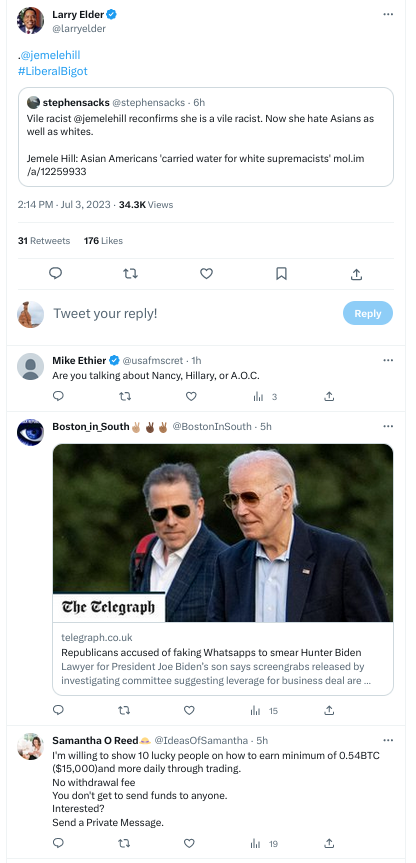 Larry Elder
@larryelder
.@jemelehill
#LiberalBigot
stephensacks @stephensacks · 6h
Vile racist @jemelehill reconfirms she is a vile racist. Now she hate Asians as
well as whites.
Jemele Hill: Asian Americans 'carried water for white supremacists' mol.im
/a/12259933
2:14 PM · Jul 3, 2023 · 34.3K Views
31 Retweets 176 Likes
Tweet your reply!
Reply
Mike Ethier @usafmscret · 1h
Are you talking about Nancy, Hillary, or A.O.C.
3
Boston_in_South✌🏼✌🏿✌🏽 @BostonInSouth · 5h
The Telegraph
telegraph.co.uk
Republicans accused of faking Whatsapps to smear Hunter Biden
Lawyer for President Joe Biden's son says screengrabs released by
investigating committee suggesting leverage for business deal are ...
15
Samantha O Reed @IdeasOfSamantha · 5h
I'm willing to show 10 lucky people on how to earn minimum of 0.54BTC
($15,000)and more daily through trading.
No withdrawal fee
You don't get to send funds to anyone.
Interested?
Send a Private Message.
19